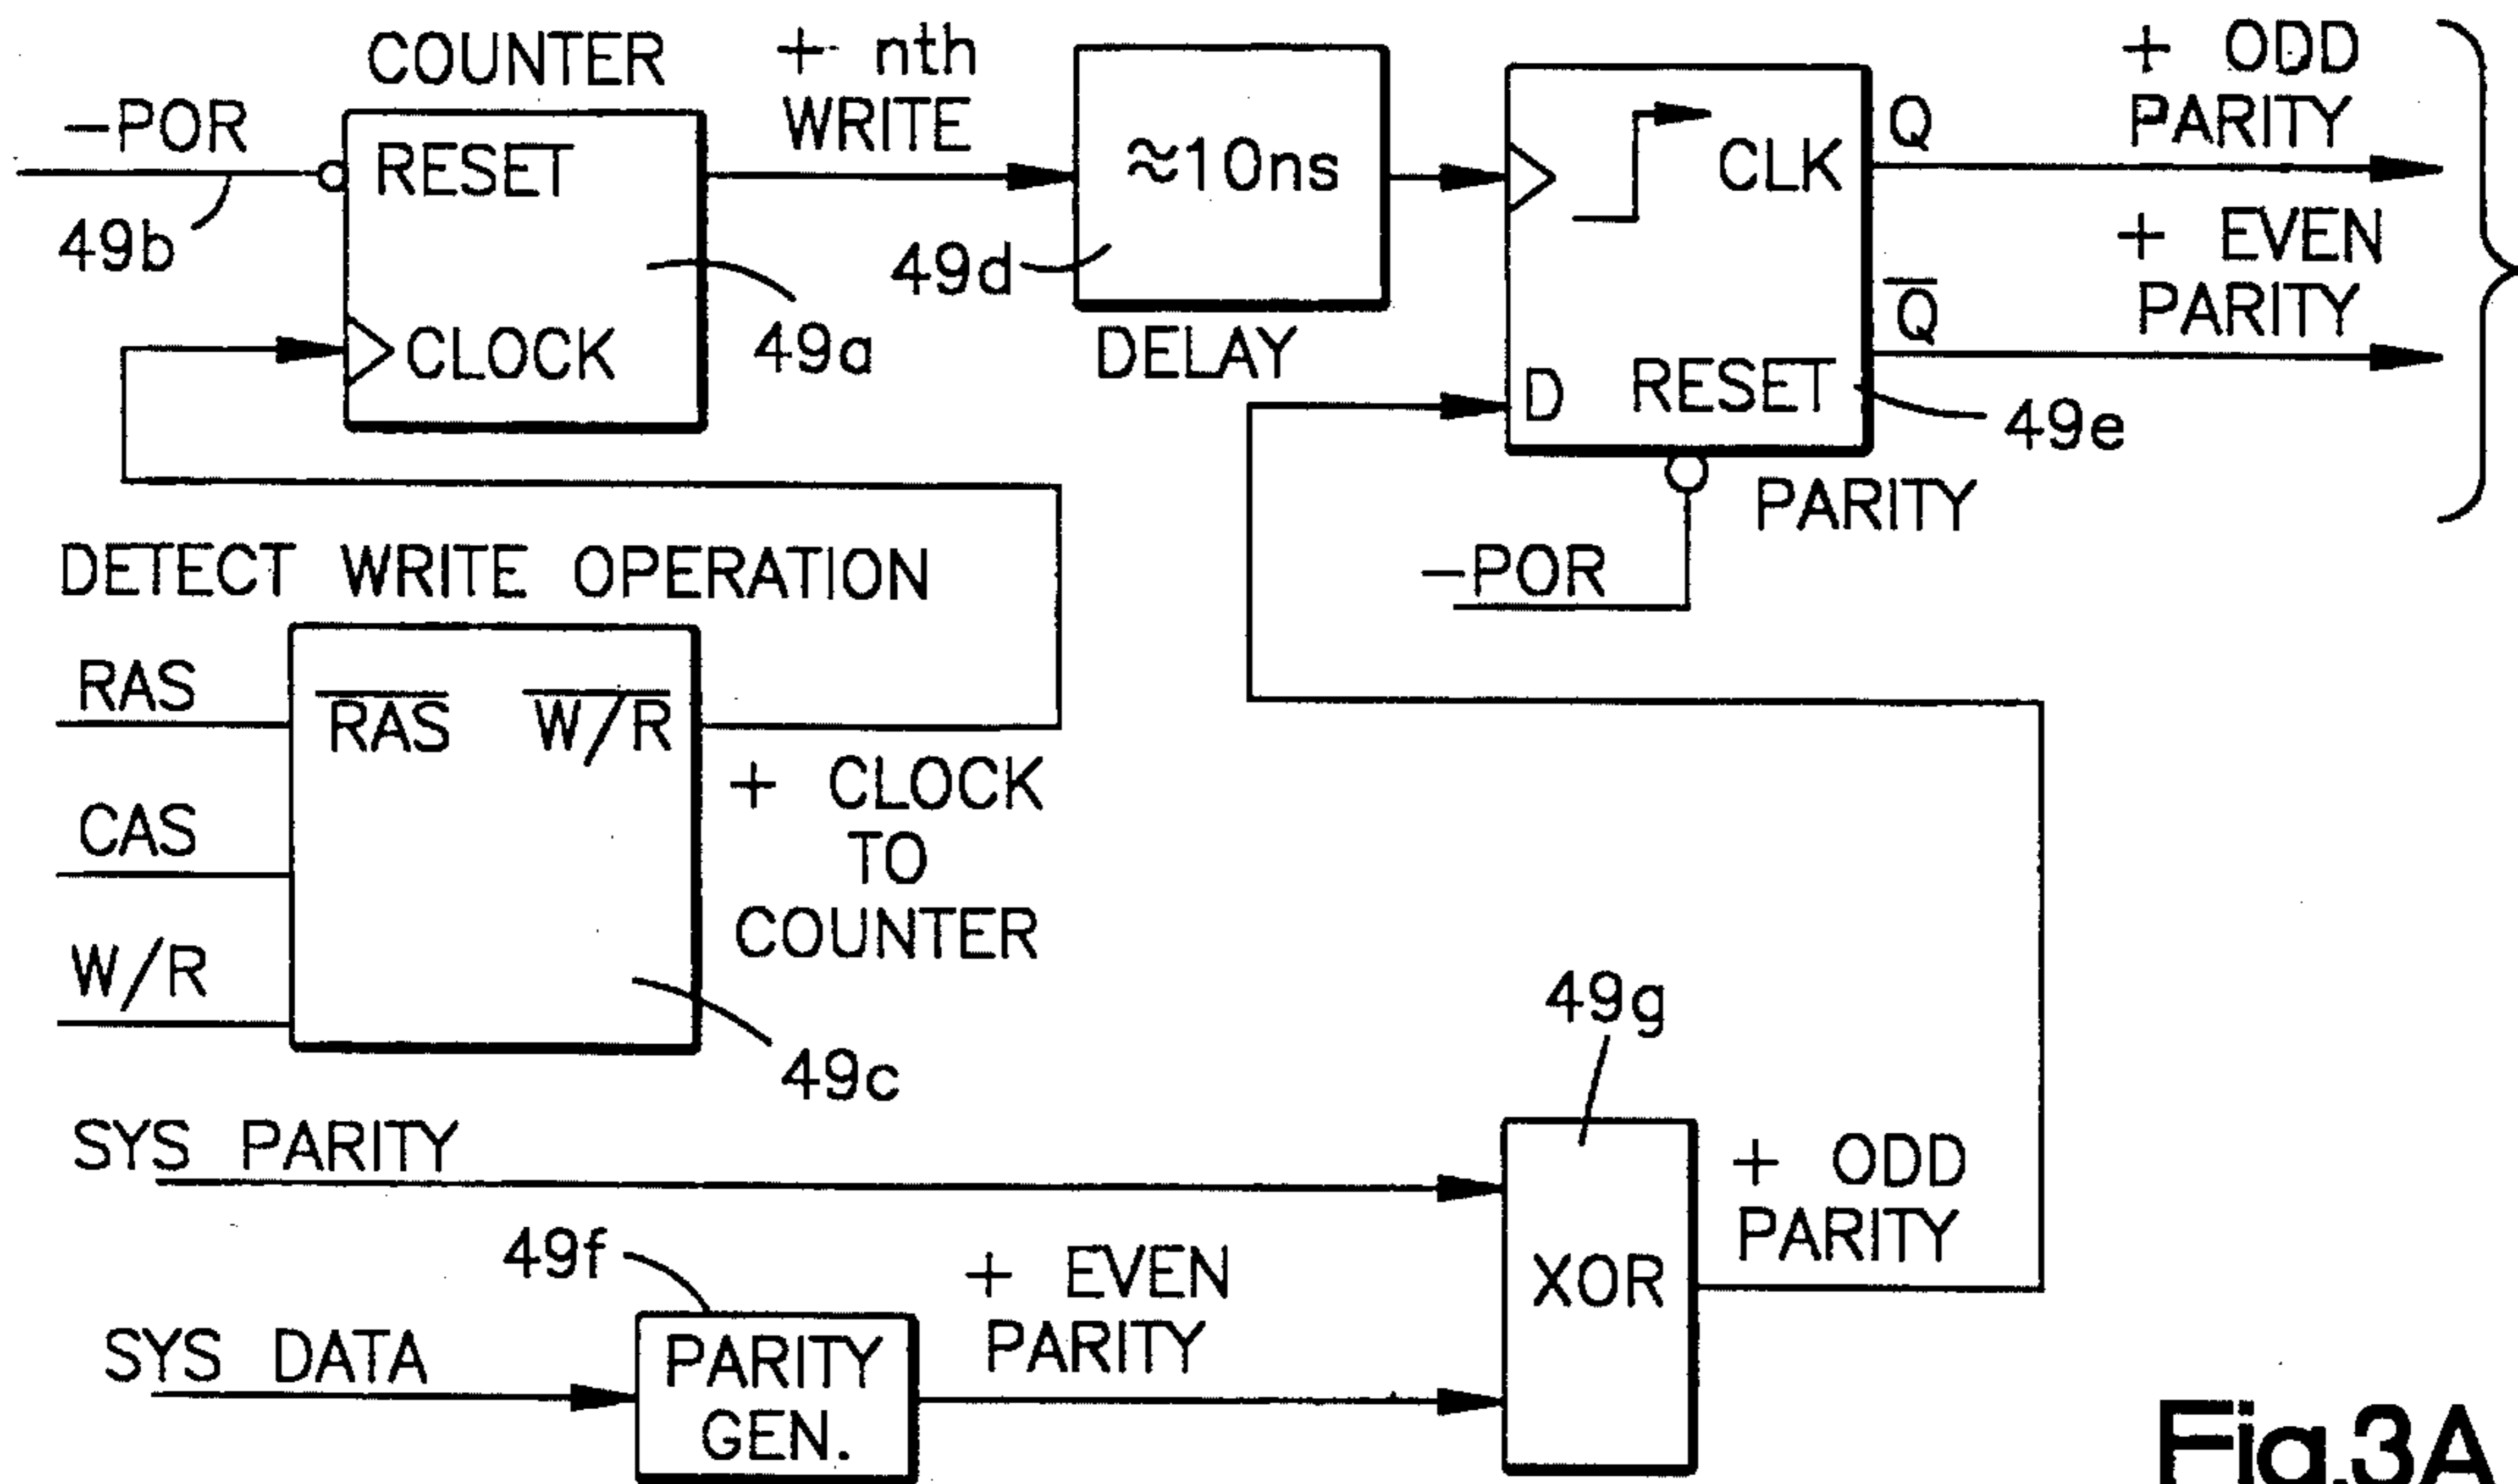 COUNTER
+ nth
WRITE
-POR
RESET
CLOCK
49b
49a
49d
≈10ns
DELAY
CLK
Q
Q̅
D
R̅E̅S̅E̅T̅
49e
PARITY
-POR
+ ODD
PARITY
+ EVEN
PARITY
DETECT WRITE OPERATION
RAS
CAS
W/R
R̅A̅S̅
W̅/̅R̅
+ CLOCK
TO
COUNTER
49c
SYS PARITY
49f
SYS DATA
PARITY
GEN.
+ EVEN
PARITY
49g
XOR
+ ODD
PARITY
Fig.3A